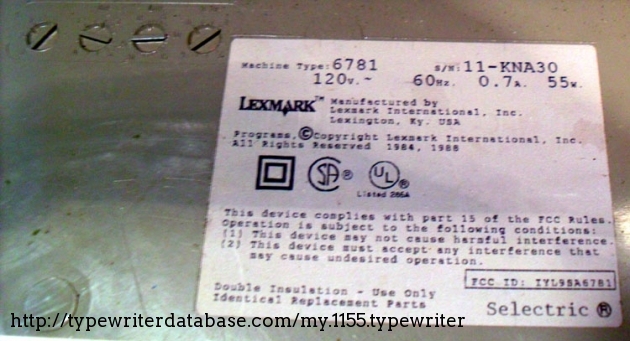 Machine Type: 6781 S/N: 11-KNA30
120v.~ 60Hz. 0.7A. 55w.
LEXMARK™ Manufactured by
Lexmark International, Inc.
Lexington, Ky. USA
Programs, ©Copyright Lexmark International, Inc.
All Rights Reserved 1984, 1988
SA® UL®
Listed 286A
This device complies with part 15 of the FCC Rules.
Operation is subject to the following conditions:
(1) This device may not cause harmful interference.
(2) This device must accept any interference that
may cause undesired operation.
FCC ID: IYL9SA6781
Double Insulation - Use Only
Identical Replacement Parts
Selectric ®
http://typewriterdatabase.com/my.1155.typewriter